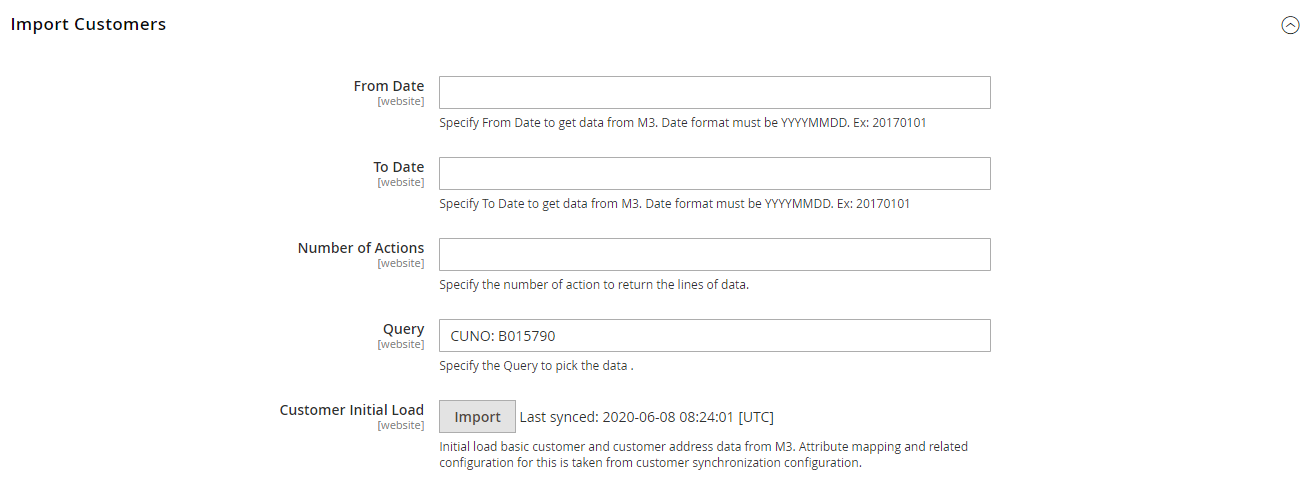 Import Customers
From Date
[website]
Specify From Date to get data from M3. Date format must be YYYYMMDD. Ex: 20170101
To Date
[website]
Specify To Date to get data from M3. Date format must be YYYYMMDD. Ex: 20170101
Number of Actions
[website]
Specify the number of action to return the lines of data.
Query
[website]
CUNO: B015790
Specify the Query to pick the data .
Customer Initial Load
[website]
Import Last synced: 2020-06-08 08:24:01 [UTC]
Initial load basic customer and customer address data from M3. Attribute mapping and related
configuration for this is taken from customer synchronization configuration.